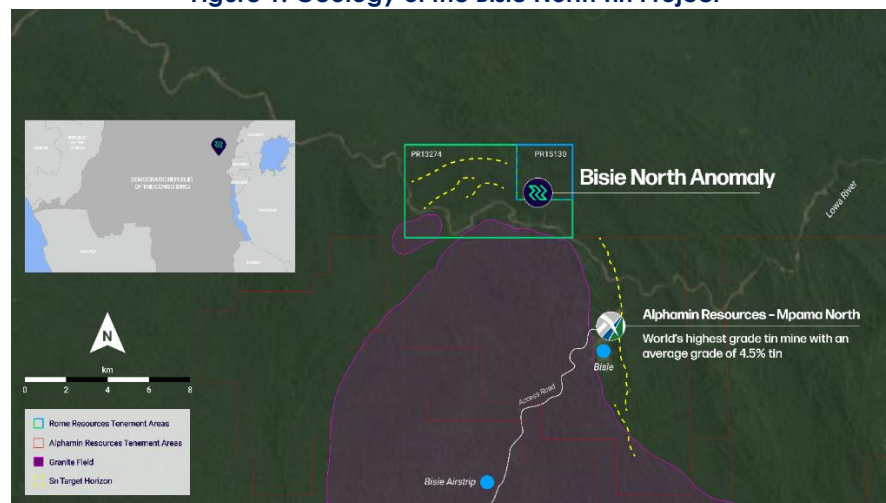 Figure 1: Geology of the Bisie North Tin Project
DEMOCRATIC REPUBLIC
OF THE CONGO (DRC)
PR13274
PR15130
Bisie North Anomaly
Lowa River
Alphamin Resources – Mpama North
World's highest grade tin mine with an
average grade of 4.5% tin
Bisie
Access Road
Bisie Airstrip
N
km
0 2 4 6 8
Rome Resources Tenement Areas
Alphamin Resources Tenement Areas
Granite Field
Sn Target Horizon